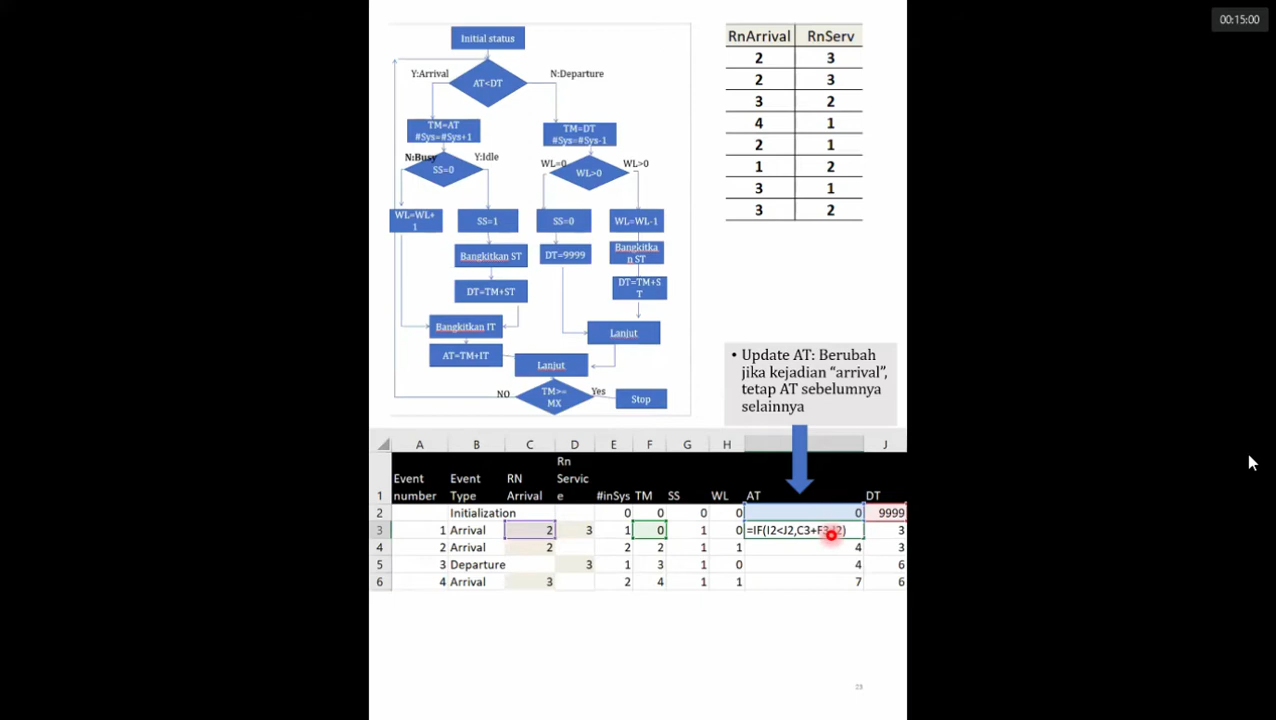 00:15:00
Initial status
Y:Arrival
N:Departure
AT<DT
TM=AT
#Sys=#Sys+1
TM=DT
#Sys=#Sys-1
N:Busy
Y:Idle
SS=0
WL=0
WL>0
WL>0
WL=WL+
1
SS=1
SS=0
WL=WL-1
Bangkitkan ST
DT=9999
Bangkitka
n ST
DT=TM+ST
DT=TM+S
T
Bangkitkan IT
Lanjut
AT=TM+IT
Lanjut
NO
TM>=
MX
Yes
Stop
RnArrival RnServ
2 3
2 3
3 2
4 1
2 1
1 2
3 1
3 2
• Update AT: Berubah
jika kejadian “arrival”,
tetap AT sebelumnya
selainnya
A B C D E F G H J
1 Event number Event Type RN Arrival Rn Servic e #inSys TM SS WL AT DT
2 Initialization 0 0 0 0 0 9999
3 1 Arrival 2 3 1 0 1 0 =IF(I2<J2,C3+F3,I2) 3
4 2 Arrival 2 2 2 1 1 4 3
5 3 Departure 3 1 3 1 0 4 6
6 4 Arrival 3 2 4 1 1 7 6
23